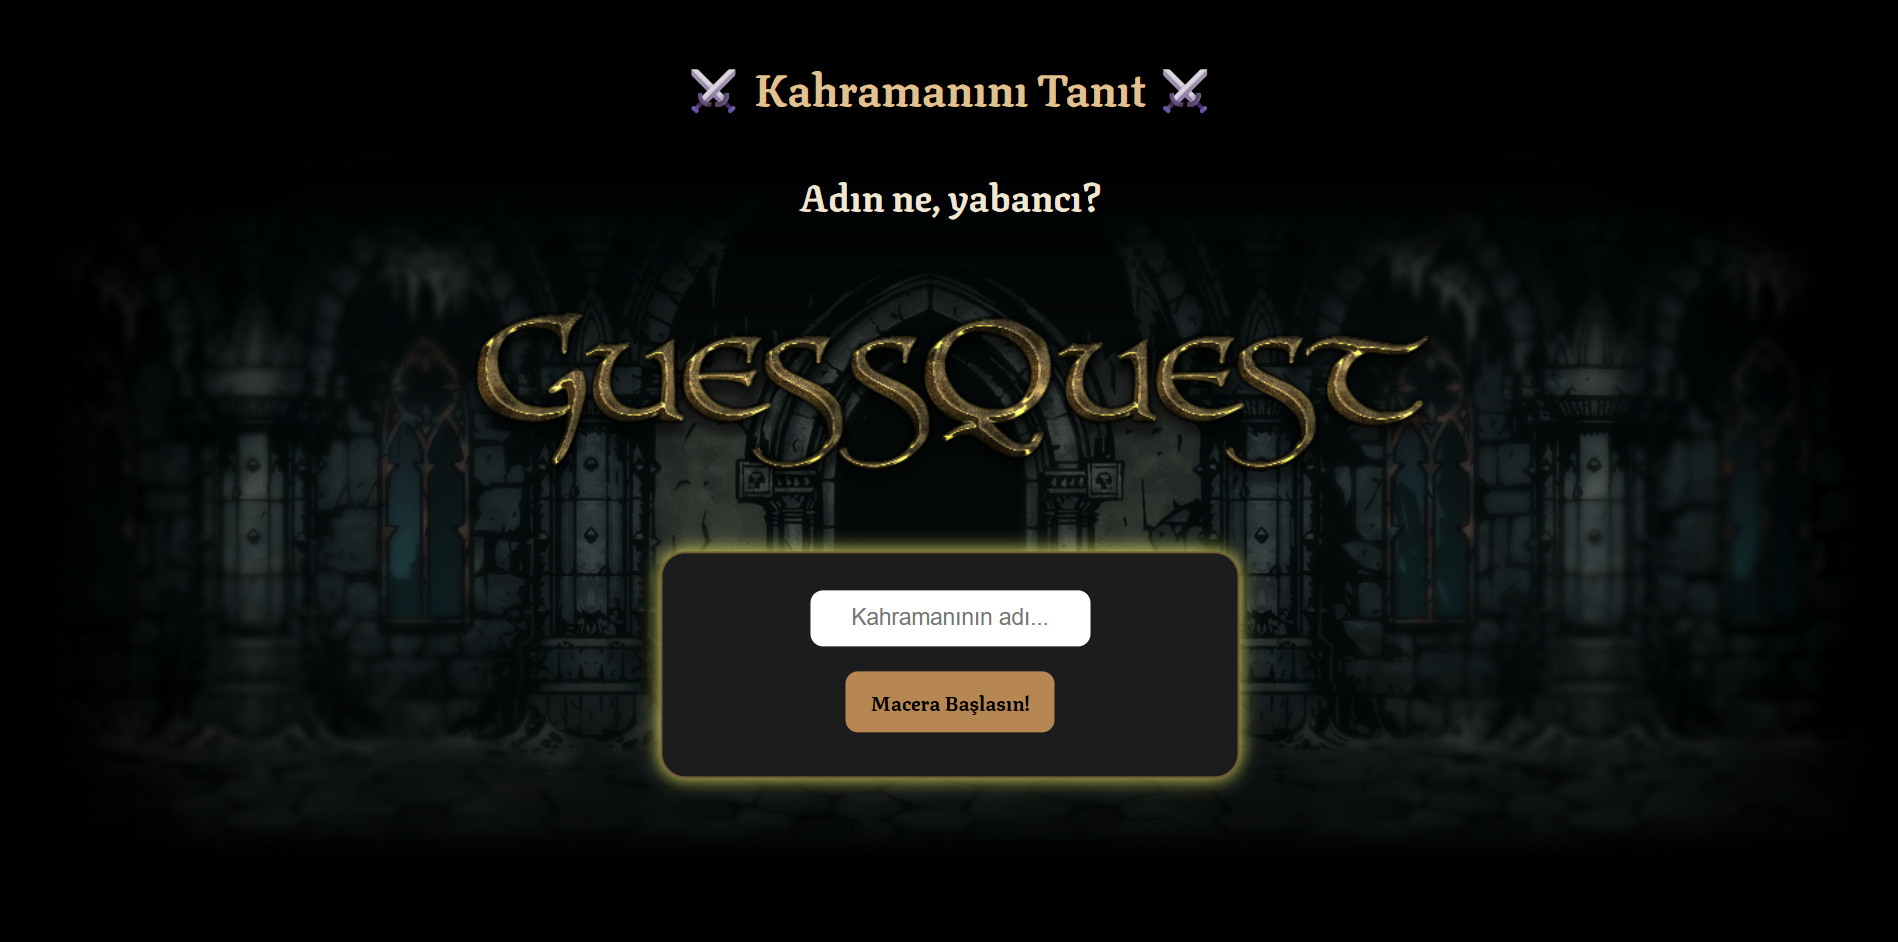 ⚔️ Kahramanını Tanıt ⚔️
Adın ne, yabancı?
GuessQuest
Kahramanının adı...
Macera Başlasın!